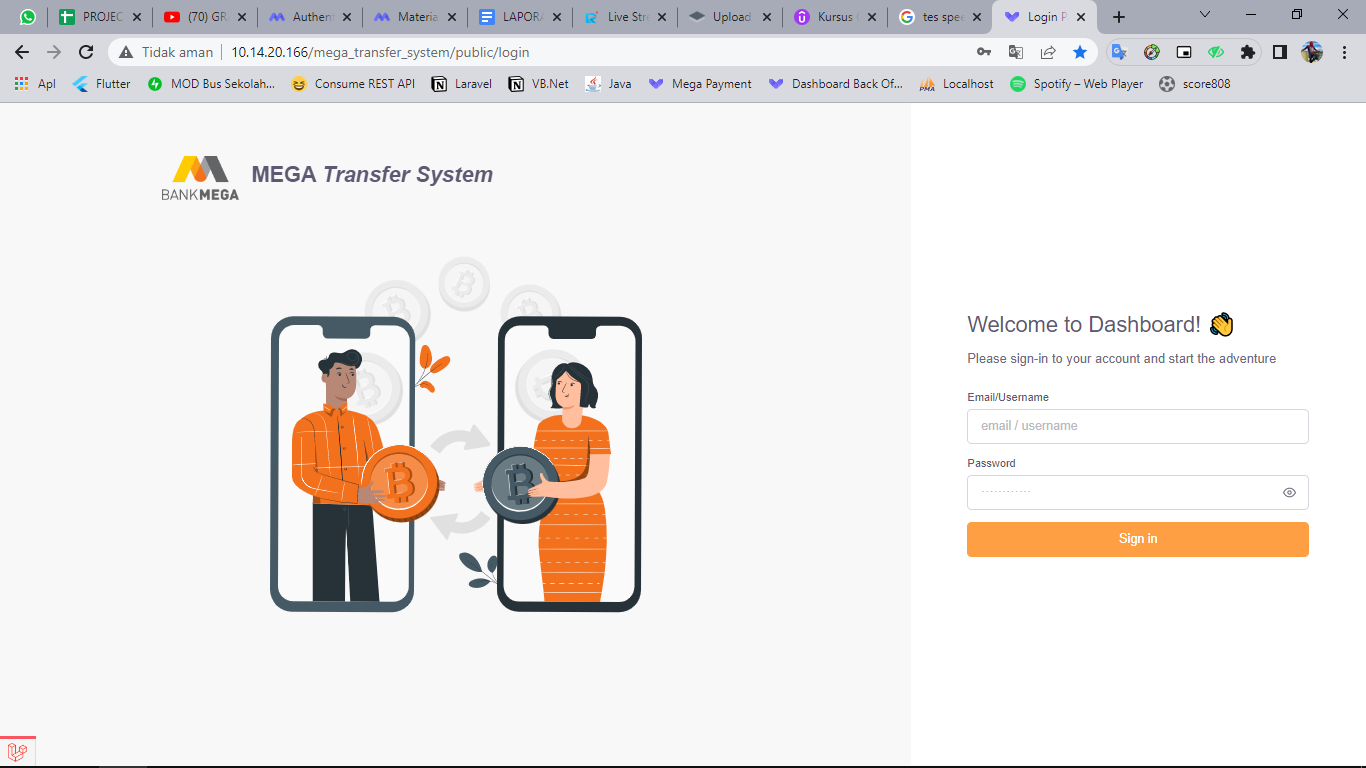 PROJEC
(70) GR
Authen
Materia
LAPOR
Live Str
Upload
Kursus
tes spe
Login P
Tidak aman
10.14.20.166/mega_transfer_system/public/login
Apl
Flutter
MOD Bus Sekolah...
Consume REST API
Laravel
VB.Net
Java
Mega Payment
Dashboard Back Of...
Localhost
Spotify – Web Player
score808
BANKMEGA
MEGA Transfer System
Welcome to Dashboard! 👋
Please sign-in to your account and start the adventure
Email/Username
email / username
Password
············
Sign in